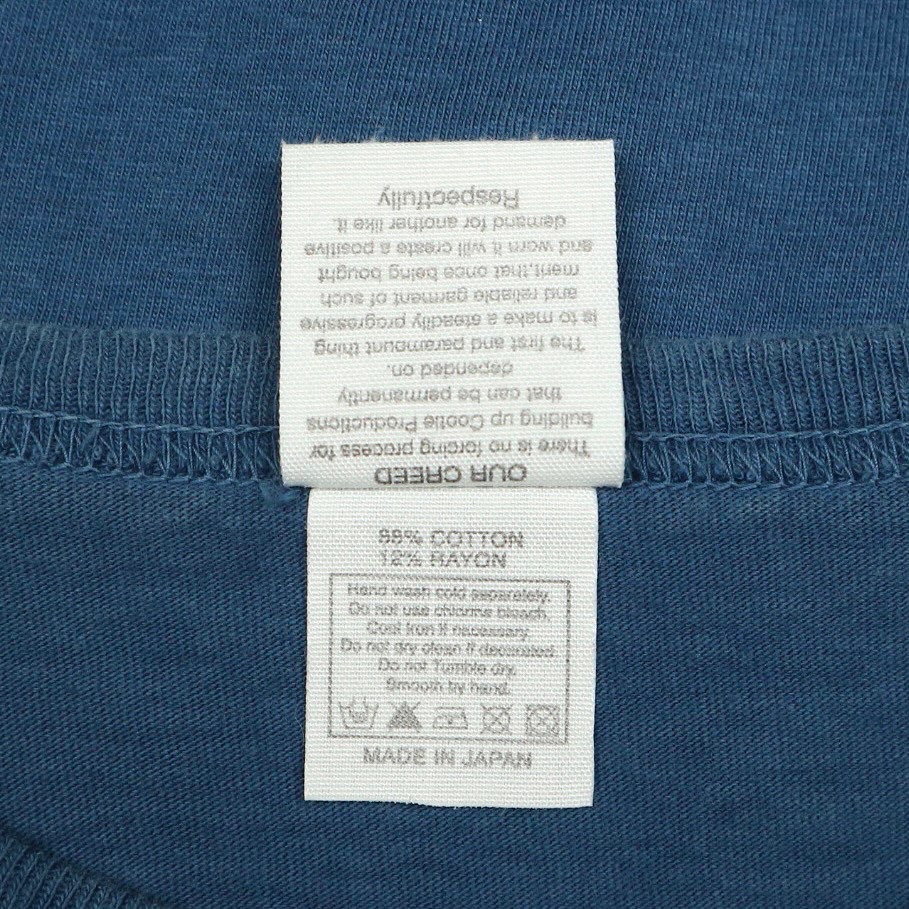 OUR CREED
There is no forging process for
building up Cootie Productions
that can be permanently
depended on.
The first and paramount thing
is to make a steadily progressive
and reliable garment of such
ment,that once being bought
and worn it will create a positive
demand for another like it.
Respectfully
88% COTTON
12% RAYON
Hand wash cold separately.
Do not use chlorine bleach.
Cool Iron if necessary.
Do not dry clean if decorated.
Do not Tumble dry.
Smooth by hand.
MADE IN JAPAN